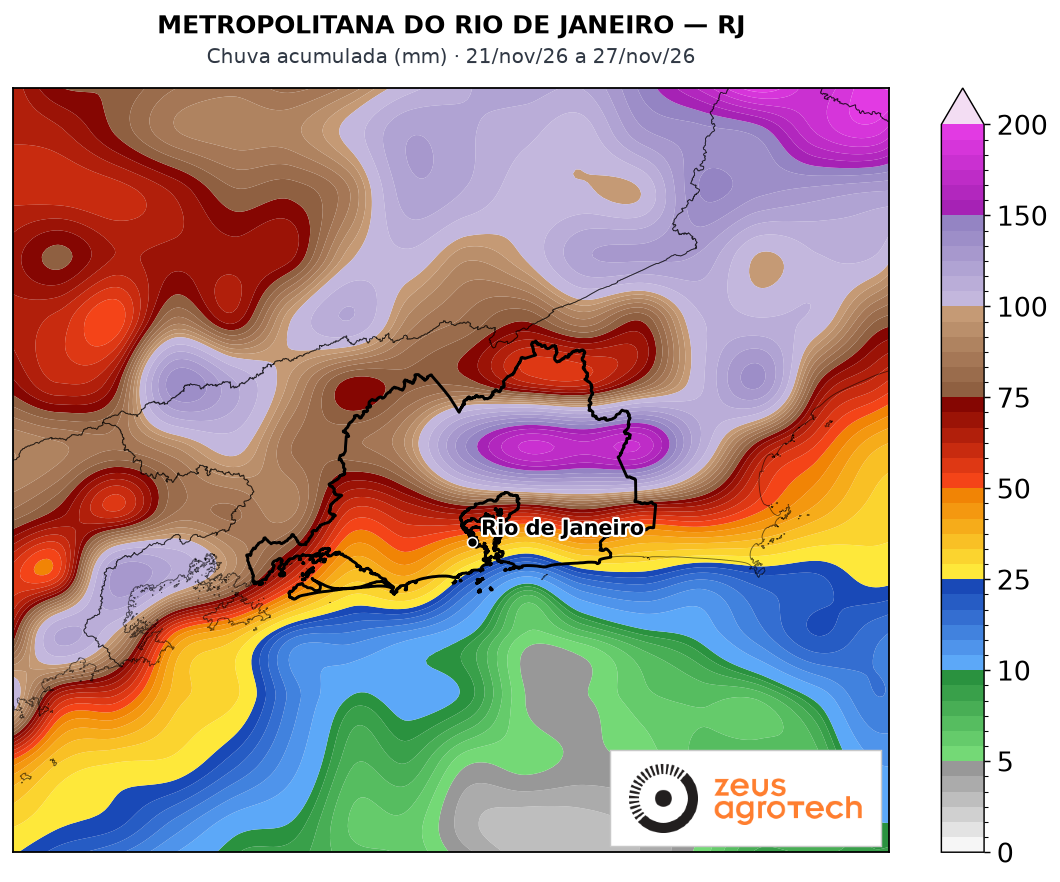 METROPOLITANA DO RIO DE JANEIRO — RJ
Chuva acumulada (mm) · 21/nov/26 a 27/nov/26
200
150
100
75
50
25
10
5
0
Rio de Janeiro
zeus
agrotech